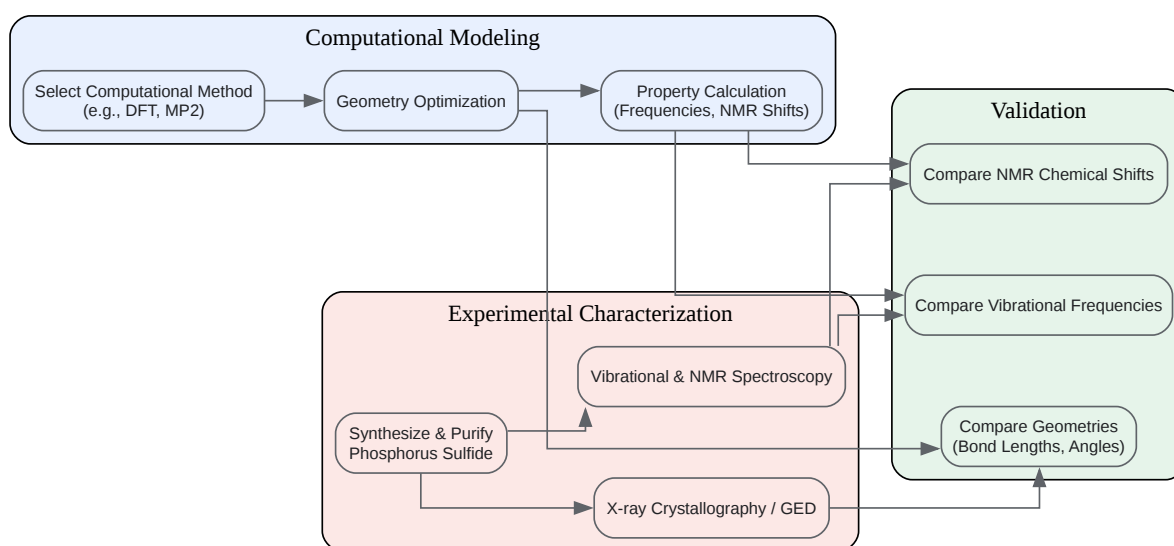 Computational Modeling
Select Computational Method
(e.g., DFT, MP2)
Geometry Optimization
Property Calculation
(Frequencies, NMR Shifts)
Validation
Compare NMR Chemical Shifts
Compare Vibrational Frequencies
Compare Geometries
(Bond Lengths, Angles)
Experimental Characterization
Vibrational & NMR Spectroscopy
Synthesize & Purify
Phosphorus Sulfide
X-ray Crystallography / GED